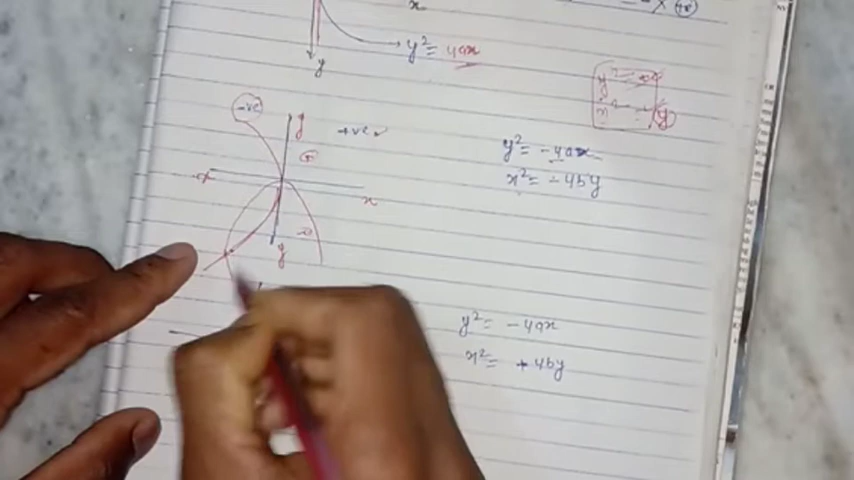 x
y² = 4ax
y
-ve
y
+ve
y² = -4ax
x² = -4by
-x
x
y
y² = -4ax
x² = +4by